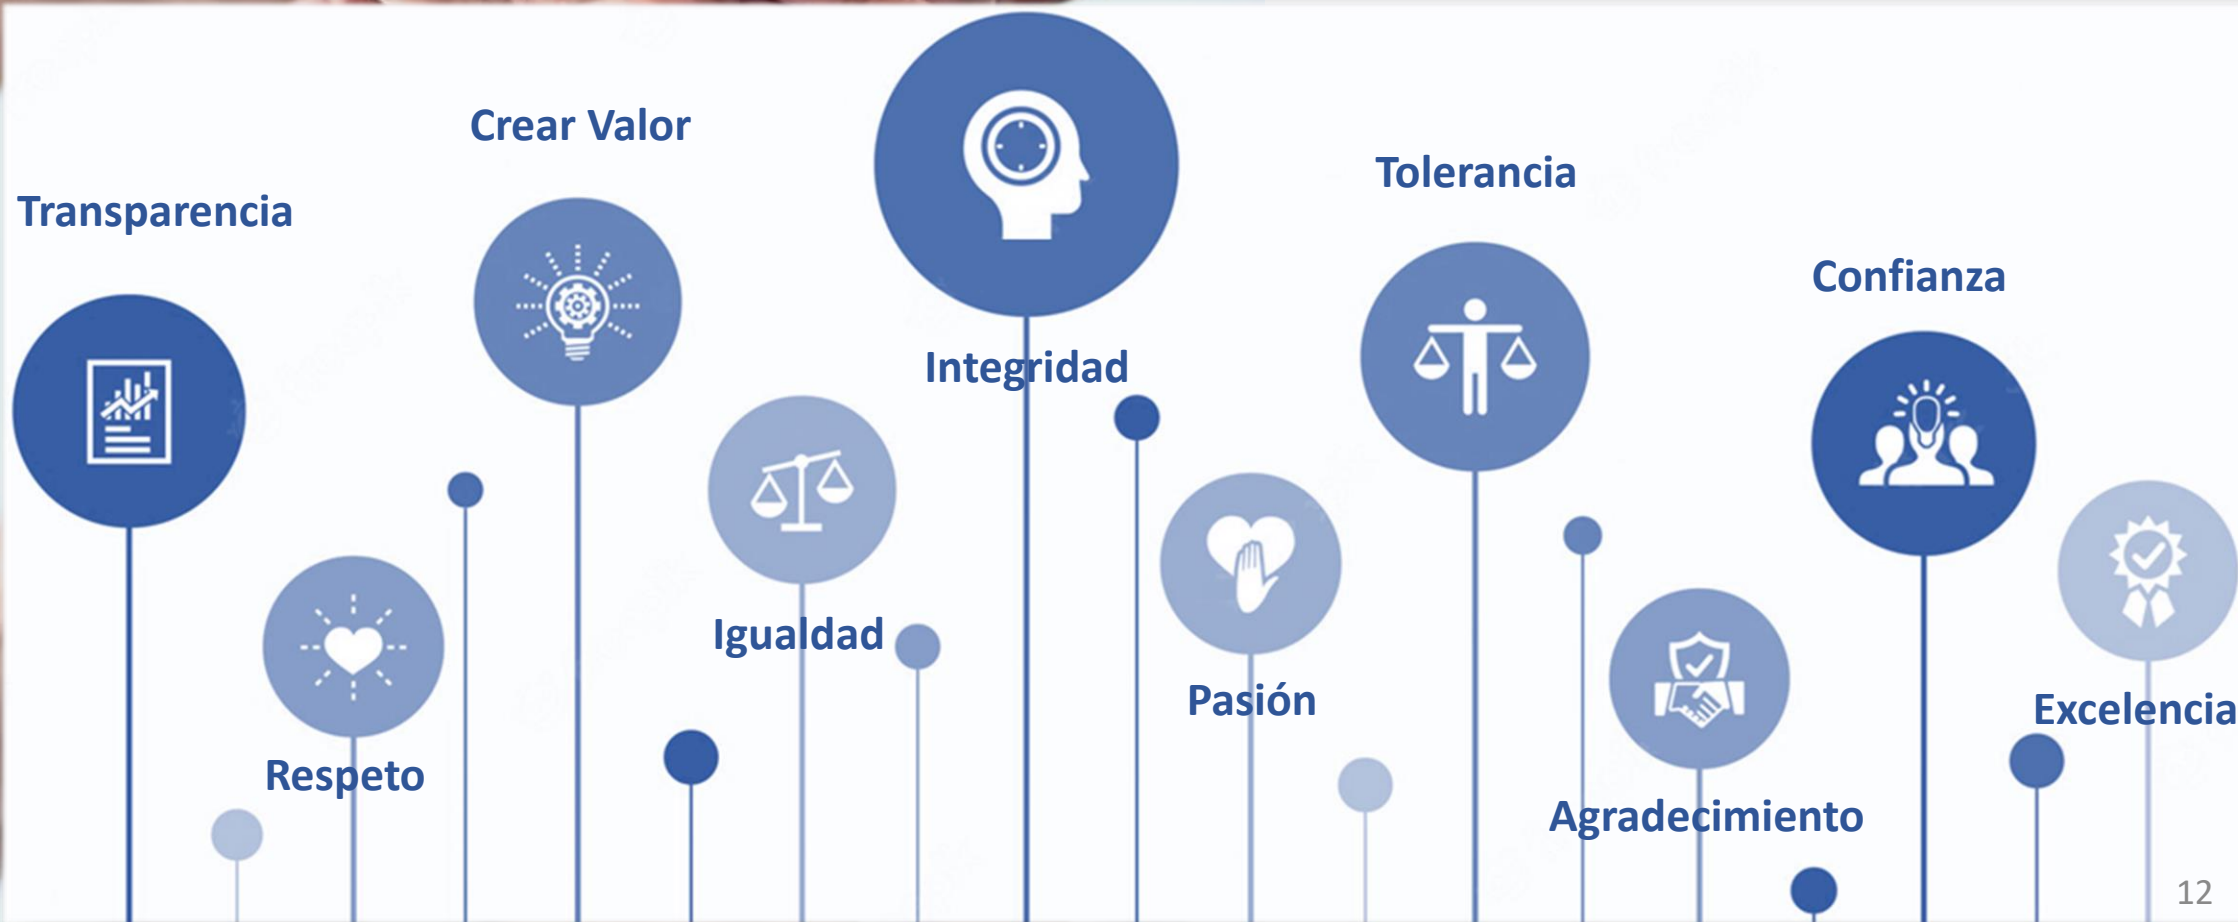 Crear Valor
Tolerancia
Transparencia
Confianza
Integridad
Igualdad
Pasión
Excelencia
Respeto
Agradecimiento
12